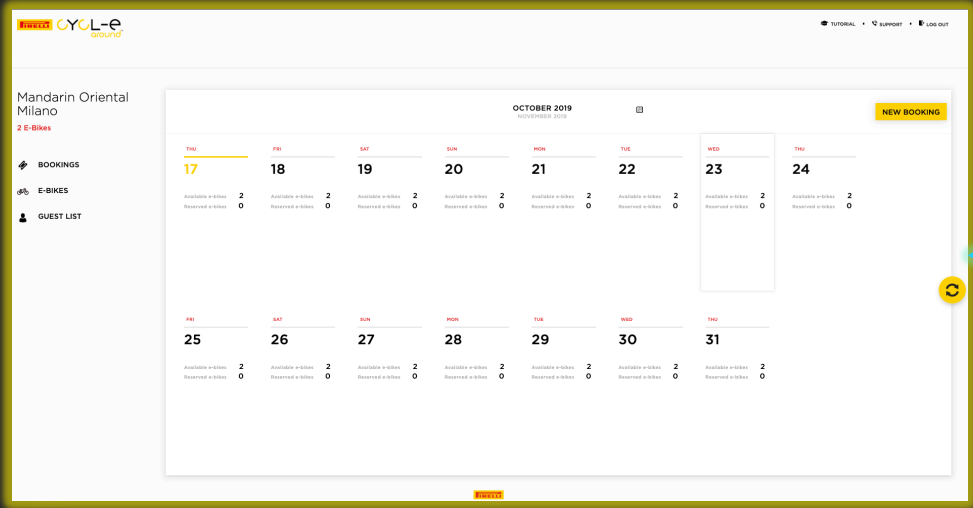 PIRELLI CYCL-e around
TUTORIAL • SUPPORT • LOG OUT
Mandarin Oriental
Milano
2 E-Bikes
BOOKINGS
E-BIKES
GUEST LIST
OCTOBER 2019
NOVEMBER 2019
NEW BOOKING
THU FRI SAT SUN MON TUE WED THU
17 18 19 20 21 22 23 24
Available e-bikes 2 Available e-bikes 2 Available e-bikes 2 Available e-bikes 2 Available e-bikes 2 Available e-bikes 2 Available e-bikes 2 Available e-bikes 2
Reserved e-bikes 0 Reserved e-bikes 0 Reserved e-bikes 0 Reserved e-bikes 0 Reserved e-bikes 0 Reserved e-bikes 0 Reserved e-bikes 0 Reserved e-bikes 0
FRI SAT SUN MON TUE WED THU
25 26 27 28 29 30 31
Available e-bikes 2 Available e-bikes 2 Available e-bikes 2 Available e-bikes 2 Available e-bikes 2 Available e-bikes 2 Available e-bikes 2
Reserved e-bikes 0 Reserved e-bikes 0 Reserved e-bikes 0 Reserved e-bikes 0 Reserved e-bikes 0 Reserved e-bikes 0 Reserved e-bikes 0
PIRELLI